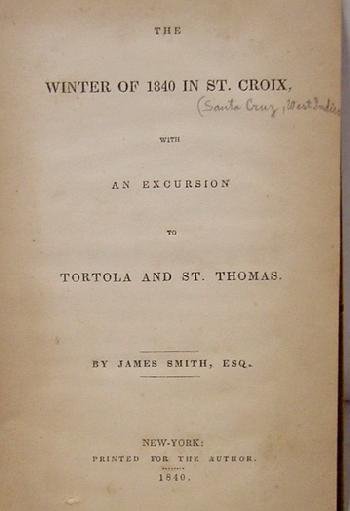 THE
WINTER OF 1840 IN ST. CROIX,
(Santa Cruz, West Indies
WITH
AN EXCURSION
TO
TORTOLA AND ST. THOMAS.
BY JAMES SMITH, ESQ.
NEW-YORK:
PRINTED FOR THE AUTHOR.
1840.